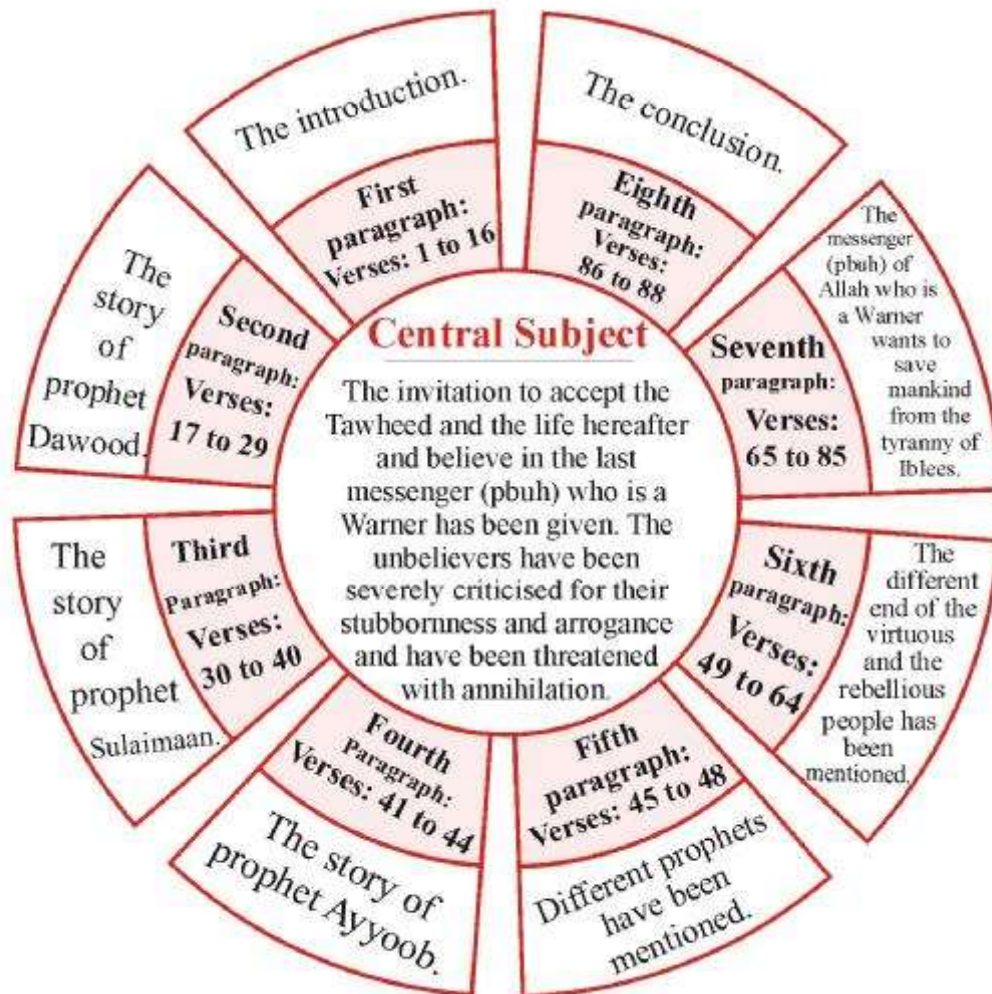 Central Subject
The invitation to accept the
Tawheed and the life hereafter
and believe in the last
messenger (pbuh) who is a
Warner has been given. The
unbelievers have been
severely criticised for their
stubbornness and arrogance
and have been threatened
with annihilation.
The introduction.
First
paragraph:
Verses: 1 to 16
The
story
of
prophet
Dawood.
Second
paragraph:
Verses:
17 to 29
The
story
of
prophet
Sulaimaan.
Third
Paragraph:
Verses:
30 to 40
Fourth
Paragraph:
Verses: 41 to 44
The story of
prophet Ayyoob.
Fifth
paragraph:
Verses: 45 to 48
Different prophets
have been
mentioned.
Sixth
paragraph:
Verses:
49 to 64
The
different
end of the
virtuous
and the
rebellious
people has
been
mentioned.
Seventh
paragraph:
Verses:
65 to 85
The
messenger
(pbuh) of
Allah who is
a Warner
wants to
save
mankind
from the
tyranny of
Iblees.
The conclusion.
Eighth
paragraph:
Verses:
86 to 88